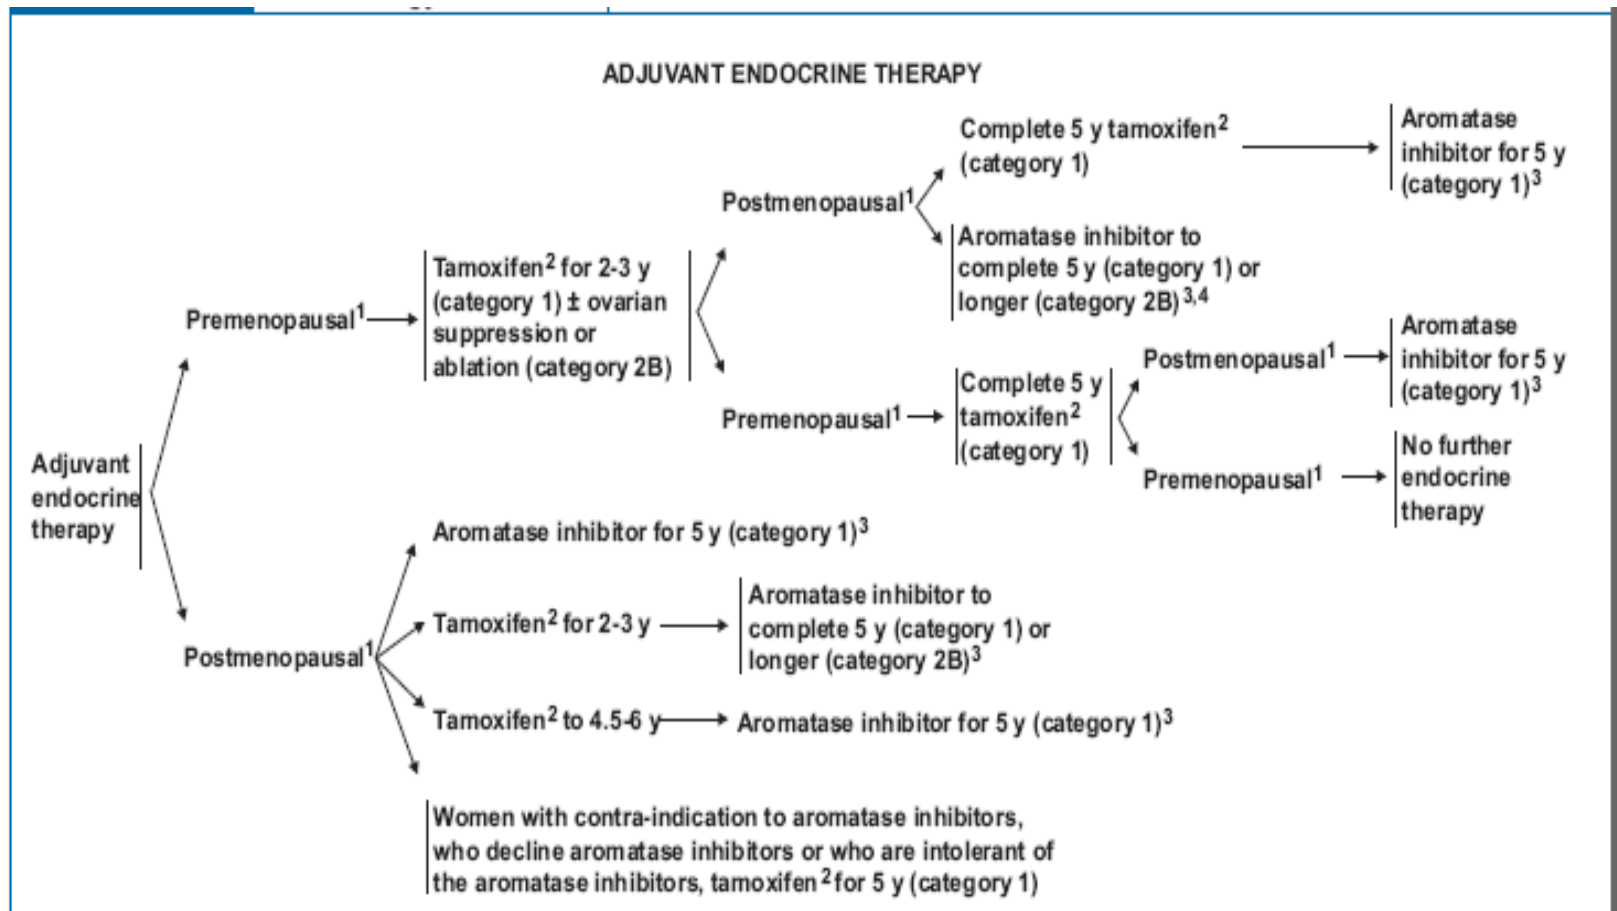 ADJUVANT ENDOCRINE THERAPY
Adjuvant
endocrine
therapy
Premenopausal1
Tamoxifen2 for 2-3 y
(category 1) ± ovarian
suppression or
ablation (category 2B)
Postmenopausal1
Complete 5 y tamoxifen2
(category 1)
Aromatase
inhibitor for 5 y
(category 1)3
Aromatase inhibitor to
complete 5 y (category 1) or
longer (category 2B)3,4
Premenopausal1
Complete 5 y
tamoxifen2
(category 1)
Postmenopausal1
Aromatase
inhibitor for 5 y
(category 1)3
Premenopausal1
No further
endocrine
therapy
Postmenopausal1
Aromatase inhibitor for 5 y (category 1)3
Tamoxifen2 for 2-3 y
Aromatase inhibitor to
complete 5 y (category 1) or
longer (category 2B)3
Tamoxifen2 to 4.5-6 y
Aromatase inhibitor for 5 y (category 1)3
Women with contra-indication to aromatase inhibitors,
who decline aromatase inhibitors or who are intolerant of
the aromatase inhibitors, tamoxifen2 for 5 y (category 1)